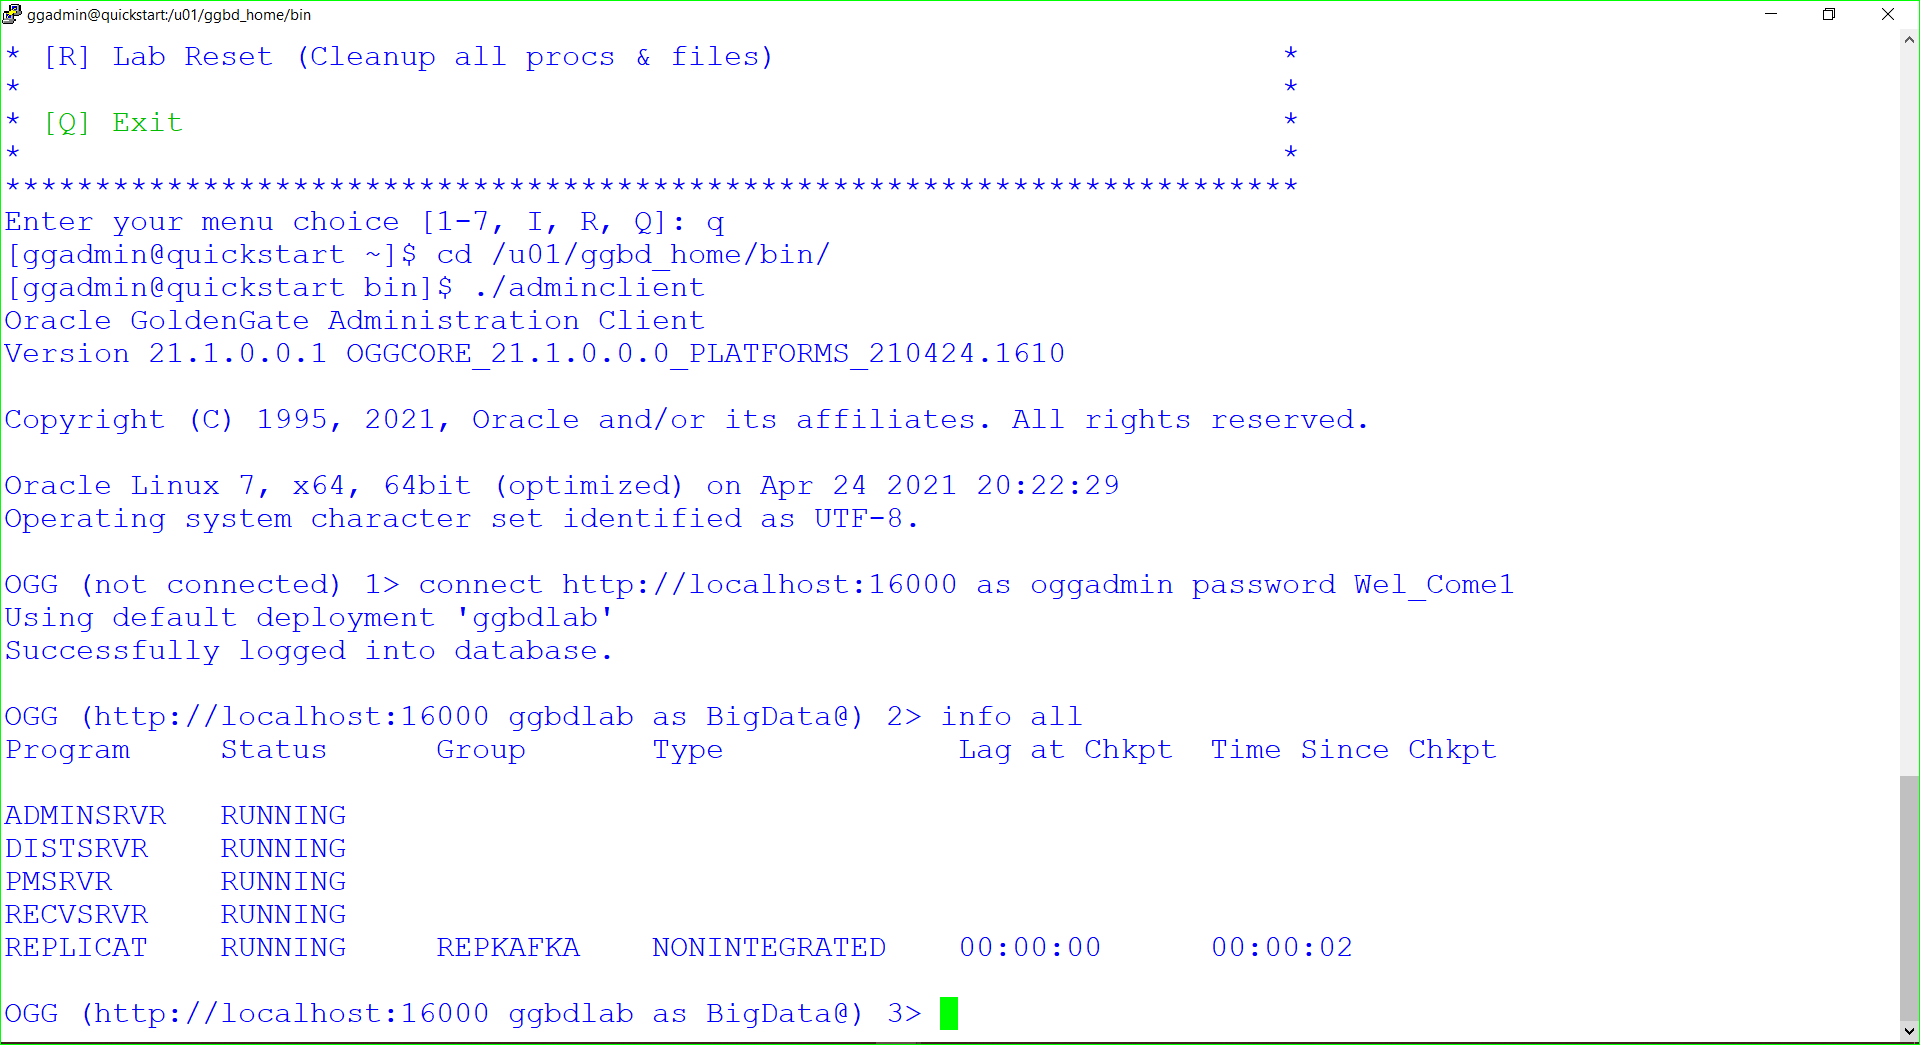 ggadmin@quickstart:/u01/ggbd_home/bin
* [R] Lab Reset (Cleanup all procs & files) *
* *
* [Q] Exit *
* *
************************************************************************
Enter your menu choice [1-7, I, R, Q]: q
[ggadmin@quickstart ~]$ cd /u01/ggbd_home/bin/
[ggadmin@quickstart bin]$ ./adminclient
Oracle GoldenGate Administration Client
Version 21.1.0.0.1 OGGCORE_21.1.0.0.0_PLATFORMS_210424.1610
Copyright (C) 1995, 2021, Oracle and/or its affiliates. All rights reserved.
Oracle Linux 7, x64, 64bit (optimized) on Apr 24 2021 20:22:29
Operating system character set identified as UTF-8.
OGG (not connected) 1> connect http://localhost:16000 as oggadmin password Wel_Come1
Using default deployment 'ggbdlab'
Successfully logged into database.
OGG (http://localhost:16000 ggbdlab as BigData@) 2> info all
Program Status Group Type Lag at Chkpt Time Since Chkpt
ADMINSRVR RUNNING
DISTSRVR RUNNING
PMSRVR RUNNING
RECVSRVR RUNNING
REPLICAT RUNNING REPKAFKA NONINTEGRATED 00:00:00 00:00:02
OGG (http://localhost:16000 ggbdlab as BigData@) 3>